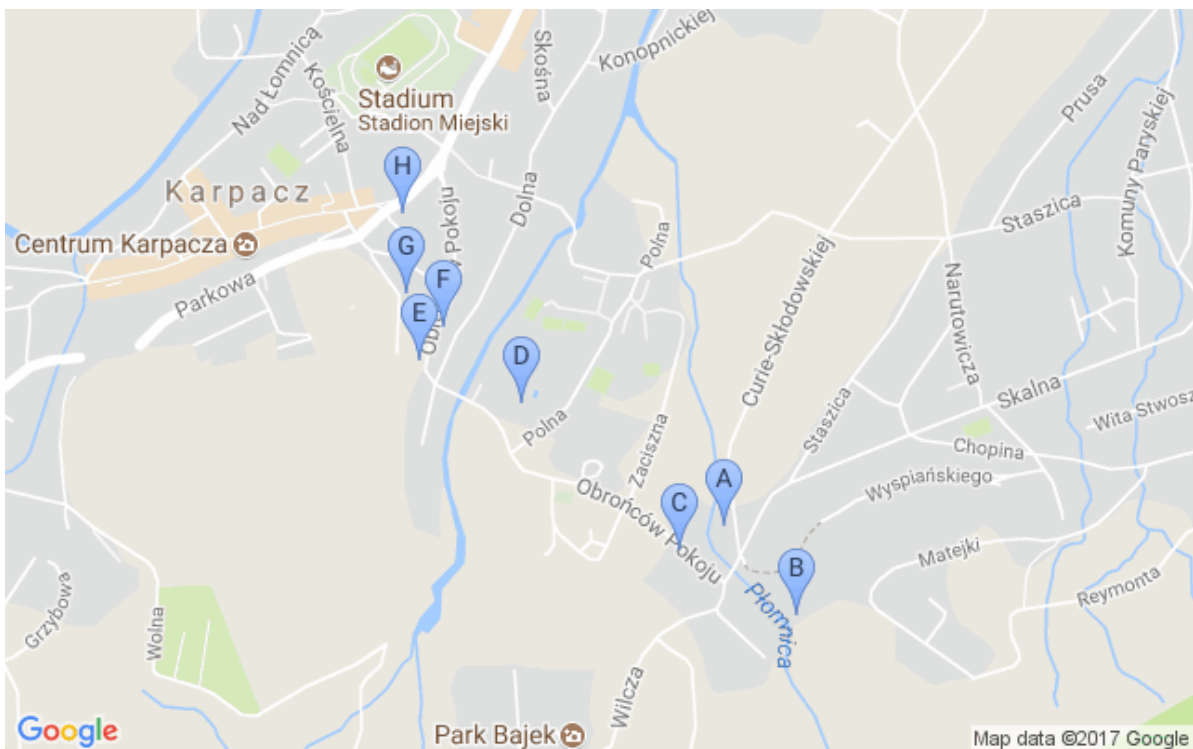 Skośna
Konopnickiej
Prusa
Nad Łomnicą
Kościelna
Stadium
Stadion Miejski
Komuny Paryskiej
H
Karpacz
Dolna
Staszica
Centrum Karpacza
G
Pokoju
Polna
F
Parkowa
E
Curie-Skłodowskiej
Narutowicza
D
Skalna
Polna
Zaciszna
Staszica
Wita Stwosz
Chopina
Wyspiańskiego
A
C
Obrońców Pokoju
Matejki
B
Reymonta
Grzybowa
Wolna
Płomnica
Wilcza
Park Bajek
Google
Map data ©2017 Google